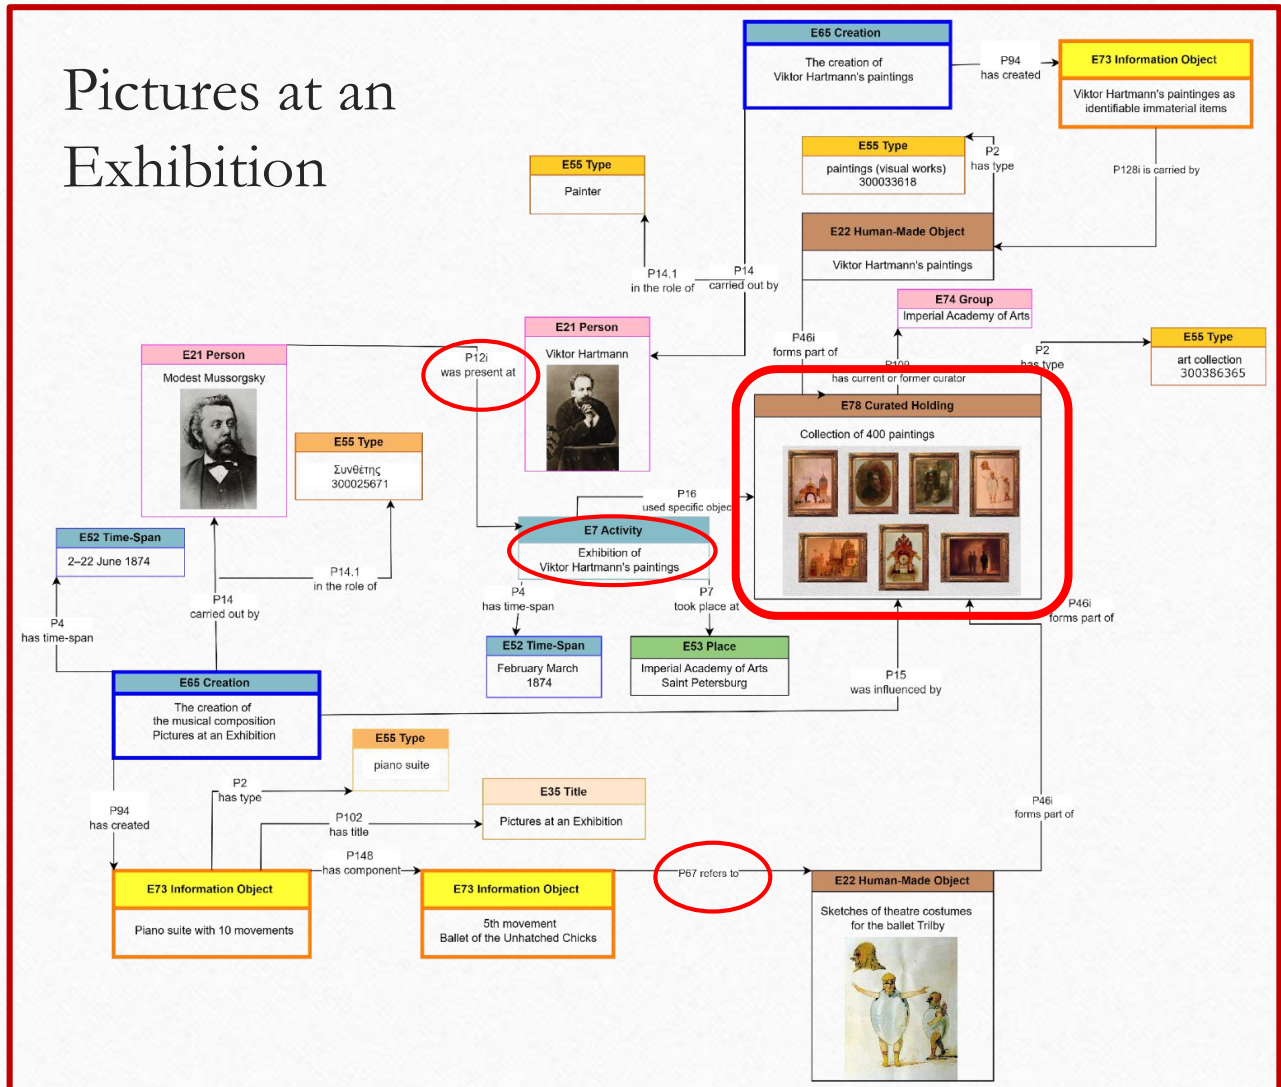 Pictures at an
Exhibition
E65 Creation
The creation of
Viktor Hartmann's paintings
P94
has created
E73 Information Object
Viktor Hartmann's paintinges as
identifiable immaterial items
E55 Type
paintings (visual works)
300033618
P2
has type
P128i is carried by
E55 Type
Painter
E22 Human-Made Object
Viktor Hartmann's paintings
P14.1
in the role of
P14
carried out by
E74 Group
Imperial Academy of Arts
E21 Person
Viktor Hartmann
P46i
forms part of
P109
has current or former curator
P2
has type
E55 Type
art collection
300386365
E21 Person
Modest Mussorgsky
P12i
was present at
E78 Curated Holding
Collection of 400 paintings
E55 Type
Συνθέτης
300025671
P16
used specific objec
E7 Activity
Exhibition of
Viktor Hartmann's paintings
E52 Time-Span
2–22 June 1874
P14.1
in the role of
P14
carried out by
P4
has time-span
P4
has time-span
P7
took place at
P46i
forms part of
E52 Time-Span
February March
1874
E53 Place
Imperial Academy of Arts
Saint Petersburg
E65 Creation
The creation of
the musical composition
Pictures at an Exhibition
P15
was influenced by
E55 Type
piano suite
P2
has type
E35 Title
Pictures at an Exhibition
P94
has created
P102
has title
P46i
forms part of
P148
has component
P67 refers to
E73 Information Object
Piano suite with 10 movements
E73 Information Object
5th movement
Ballet of the Unhatched Chicks
E22 Human-Made Object
Sketches of theatre costumes
for the ballet Trilby